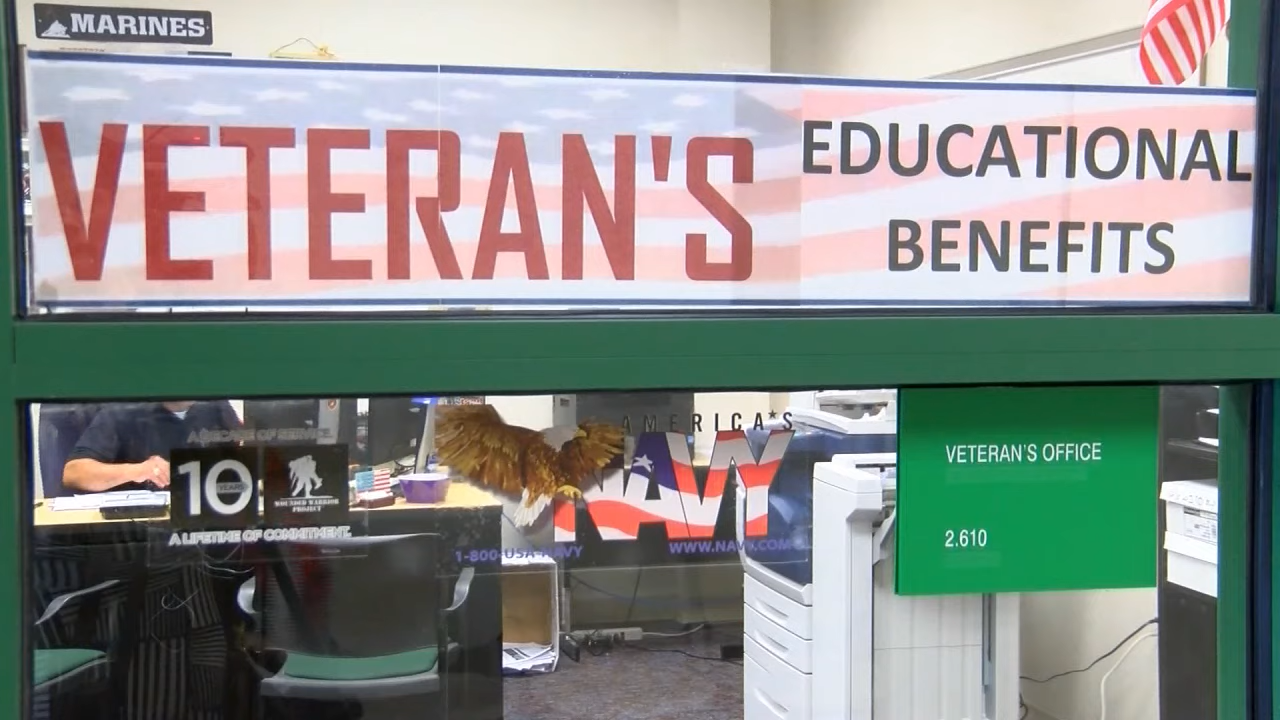 MARINES
VETERAN'S
EDUCATIONAL
BENEFITS
A DECADE OF SERVICE.
10
YEARS
WOUNDED WARRIOR
PROJECT
A LIFETIME OF COMMITMENT.
AMERICA'S
NAVY
1-800-USA-NAVY
WWW.NAVY.COM
VETERAN'S OFFICE
2.610